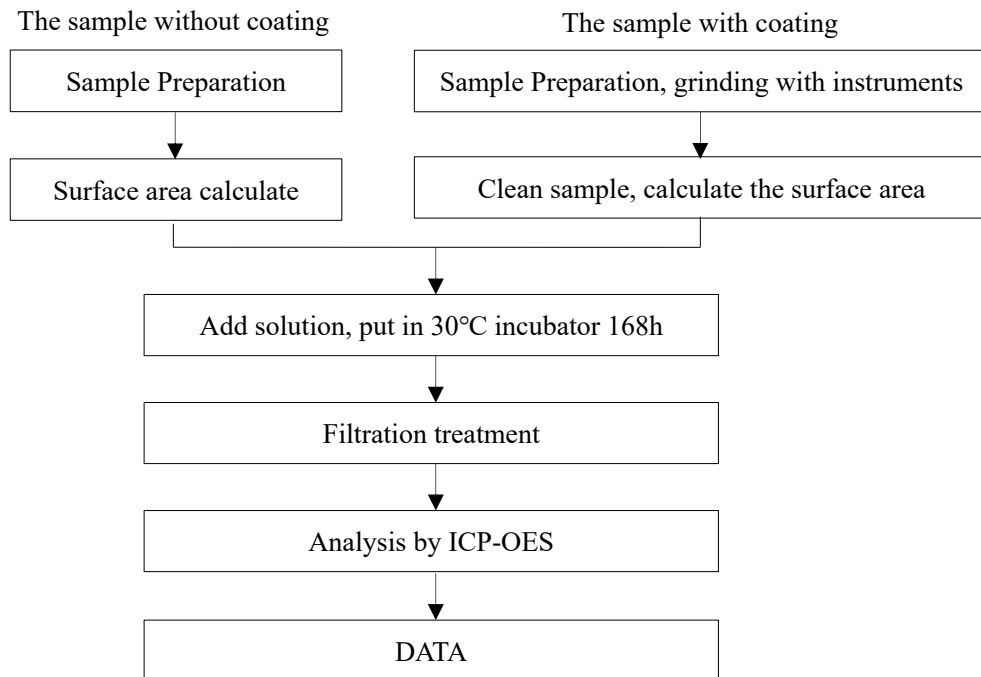 The sample without coating
The sample with coating
Sample Preparation
Sample Preparation, grinding with instruments
Surface area calculate
Clean sample, calculate the surface area
Add solution, put in 30℃ incubator 168h
Filtration treatment
Analysis by ICP-OES
DATA